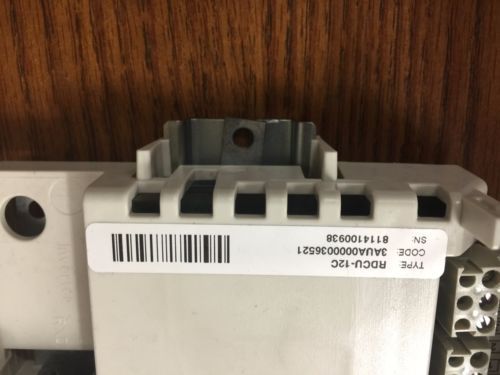 TYPE: RDCU-12C
CODE: 3AUA0000036521
SN: 8114100938